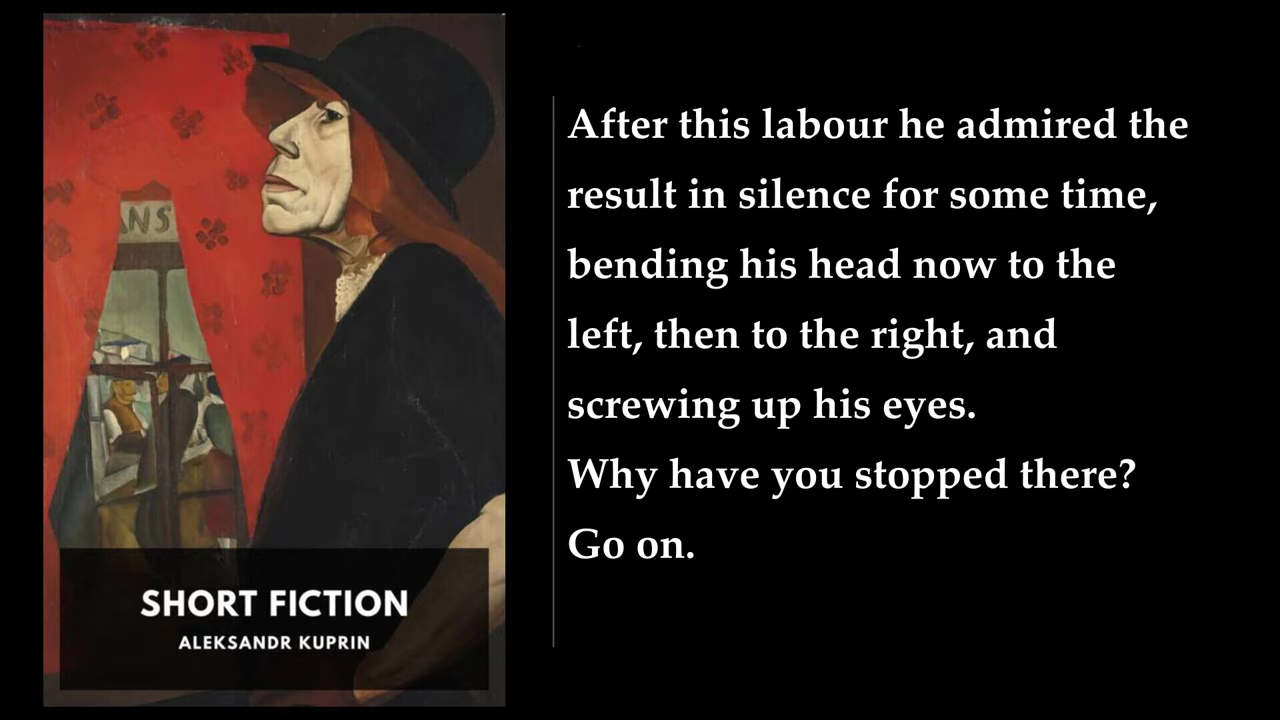 NS
SHORT FICTION
ALEKSANDR KUPRIN
After this labour he admired the
result in silence for some time,
bending his head now to the
left, then to the right, and
screwing up his eyes.
Why have you stopped there?
Go on.